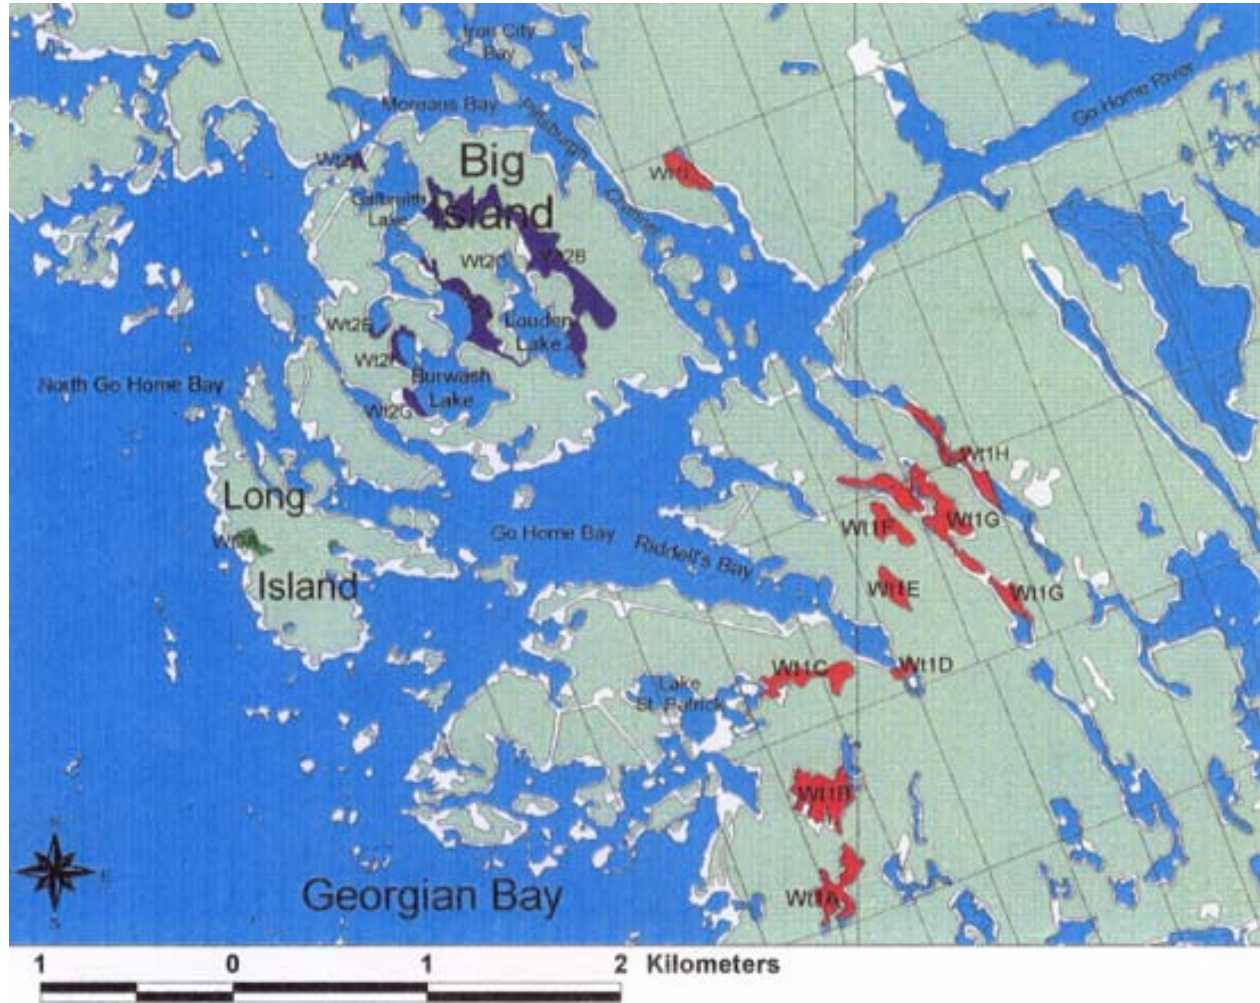 Iron City
Bay
Moreaus Bay
Pittsburgh
Channel
Go Home River
Big
Island
Wt2A
Galbraith
Lake
Wt2C
Wt2B
Louden
Lake
Wt2E
Wt2F
Burwash
Lake
Wt2G
North Go Home Bay
Wt1H
Wt1G
Wt1F
Wt1G
Wt1E
Wt1D
Wt1C
Wt1B
Wt1A
Long
Island
Go Home Bay
Riddell's Bay
Lake
St. Patrick
Georgian Bay
N
E
S
1 0 1 2 Kilometers